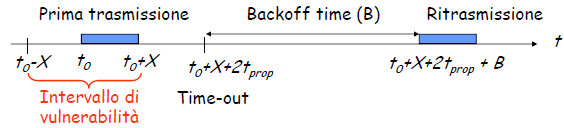 Prima trasmissione
Backoff time (B)
Ritrasmissione
t
t0-X
t0
t0+X
t0+X+2tprop
t0+X+2tprop + B
Intervallo di
vulnerabilità
Time-out